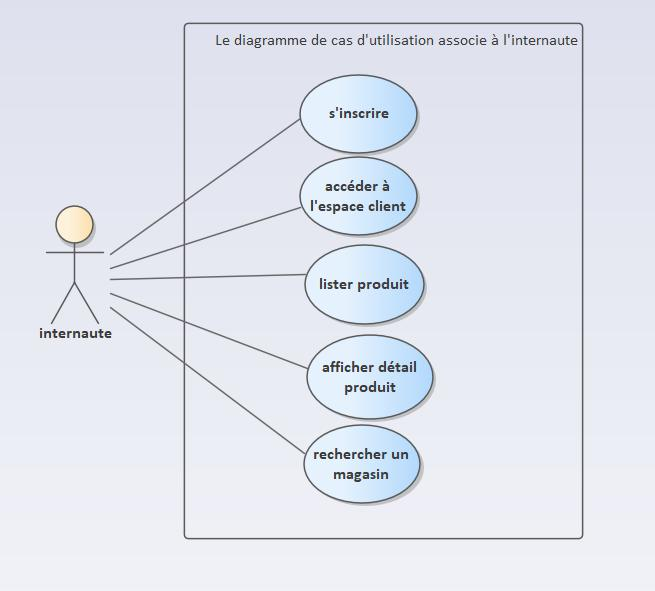 Le diagramme de cas d'utilisation associe à l'internaute
s'inscrire
accéder à
l'espace client
lister produit
internaute
afficher détail
produit
rechercher un
magasin